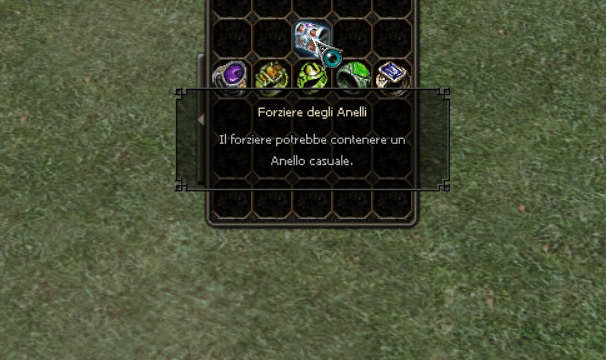 Forziere degli Anelli
Il forziere potrebbe contenere un
Anello casuale.